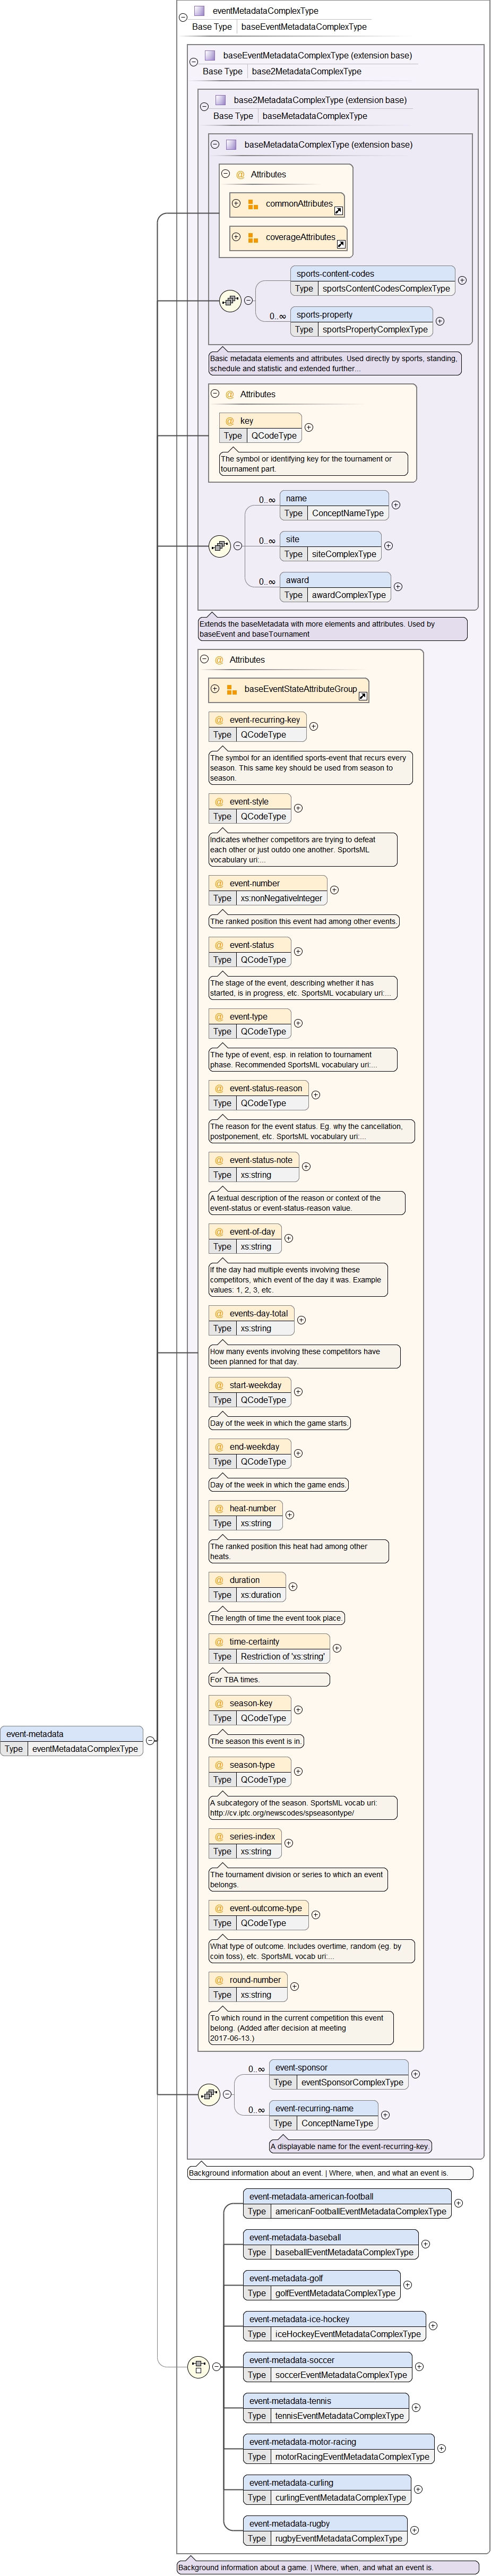 eventMetadataComplexType
Base Type baseEventMetadataComplexType
baseEventMetadataComplexType (extension base)
Base Type base2MetadataComplexType
base2MetadataComplexType (extension base)
Base Type baseMetadataComplexType
baseMetadataComplexType (extension base)
@ Attributes
commonAttributes
coverageAttributes
sports-content-codes
Type sportsContentCodesComplexType
0..∞ sports-property
Type sportsPropertyComplexType
Basic metadata elements and attributes. Used directly by sports, standing,
schedule and statistic and extended further...
@ Attributes
@ key
Type QCodeType
The symbol or identifying key for the tournament or
tournament part.
0..∞ name
Type ConceptNameType
0..∞ site
Type siteComplexType
0..∞ award
Type awardComplexType
Extends the baseMetadata with more elements and attributes. Used by
baseEvent and baseTournament
@ Attributes
baseEventStateAttributeGroup
@ event-recurring-key
Type QCodeType
The symbol for an identified sports-event that recurs every
season. This same key should be used from season to
season.
@ event-style
Type QCodeType
Indicates whether competitors are trying to defeat
each other or just outdo one another. SportsML
vocabulary uri:...
@ event-number
Type xs:nonNegativeInteger
The ranked position this event had among other events.
@ event-status
Type QCodeType
The stage of the event, describing whether it has
started, is in progress, etc. SportsML vocabulary uri:...
@ event-type
Type QCodeType
The type of event, esp. in relation to tournament
phase. Recommended SportsML vocabulary uri:...
@ event-status-reason
Type QCodeType
The reason for the event status. Eg. why the cancellation,
postponement, etc. SportsML vocabulary uri:...
@ event-status-note
Type xs:string
A textual description of the reason or context of the
event-status or event-status-reason value.
@ event-of-day
Type xs:string
If the day had multiple events involving these
competitors, which event of the day it was. Example
values: 1, 2, 3, etc.
@ events-day-total
Type xs:string
How many events involving these competitors have
been planned for that day.
@ start-weekday
Type QCodeType
Day of the week in which the game starts.
@ end-weekday
Type QCodeType
Day of the week in which the game ends.
@ heat-number
Type xs:string
The ranked position this heat had among other
heats.
@ duration
Type xs:duration
The length of time the event took place.
@ time-certainty
Type Restriction of 'xs:string'
For TBA times.
@ season-key
Type QCodeType
The season this event is in.
@ season-type
Type QCodeType
A subcategory of the season. SportsML vocab uri:
http://cv.iptc.org/newscodes/spseasontype/
@ series-index
Type xs:string
The tournament division or series to which an event
belongs.
@ event-outcome-type
Type QCodeType
What type of outcome. Includes overtime, random (eg. by
coin toss), etc. SportsML vocab uri:...
@ round-number
Type xs:string
To which round in the current competition this event
belong. (Added after decision at meeting
2017-06-13.)
event-metadata
Type eventMetadataComplexType
0..∞ event-sponsor
Type eventSponsorComplexType
0..∞ event-recurring-name
Type ConceptNameType
A displayable name for the event-recurring-key.
Background information about an event. | Where, when, and what an event is.
event-metadata-american-football
Type americanFootballEventMetadataComplexType
event-metadata-baseball
Type baseballEventMetadataComplexType
event-metadata-golf
Type golfEventMetadataComplexType
event-metadata-ice-hockey
Type iceHockeyEventMetadataComplexType
event-metadata-soccer
Type soccerEventMetadataComplexType
event-metadata-tennis
Type tennisEventMetadataComplexType
event-metadata-motor-racing
Type motorRacingEventMetadataComplexType
event-metadata-curling
Type curlingEventMetadataComplexType
event-metadata-rugby
Type rugbyEventMetadataComplexType
Background information about a game. | Where, when, and what an event is.